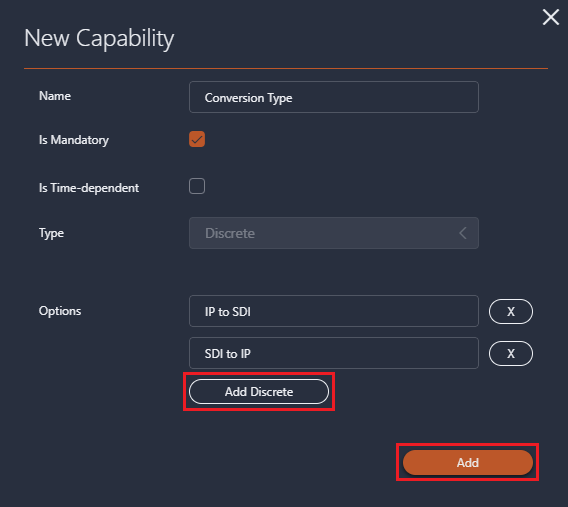 New Capability
Name Conversion Type
Is Mandatory
Is Time-dependent
Type Discrete
Options IP to SDI X
SDI to IP X
Add Discrete
Add